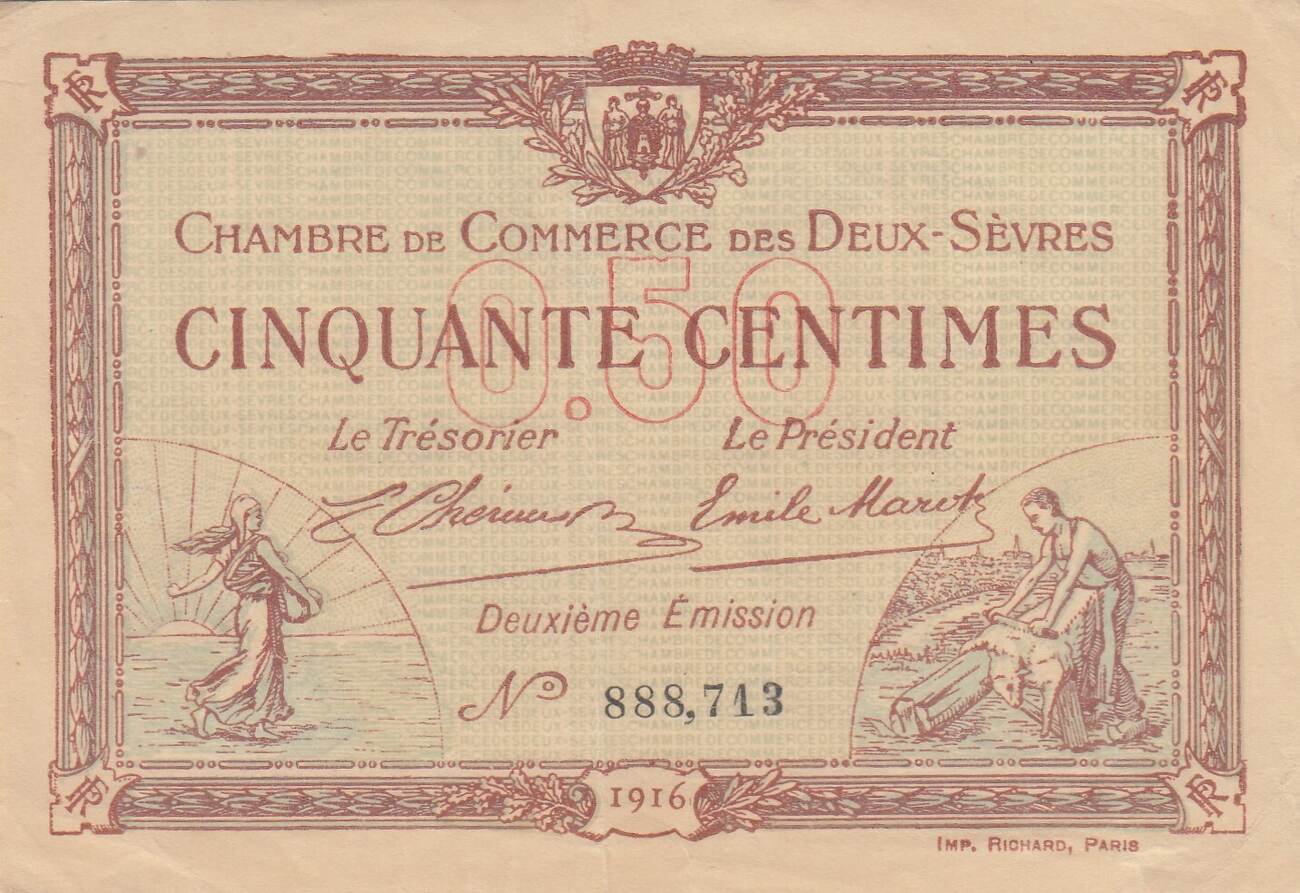 CHAMBRE DE COMMERCE DES DEUX-SÈVRES
0.50
CINQUANTE CENTIMES
Le Trésorier Le Président
Emile Marot
Deuxième Émission
Nº 888,713
1916
IMP. RICHARD, PARIS